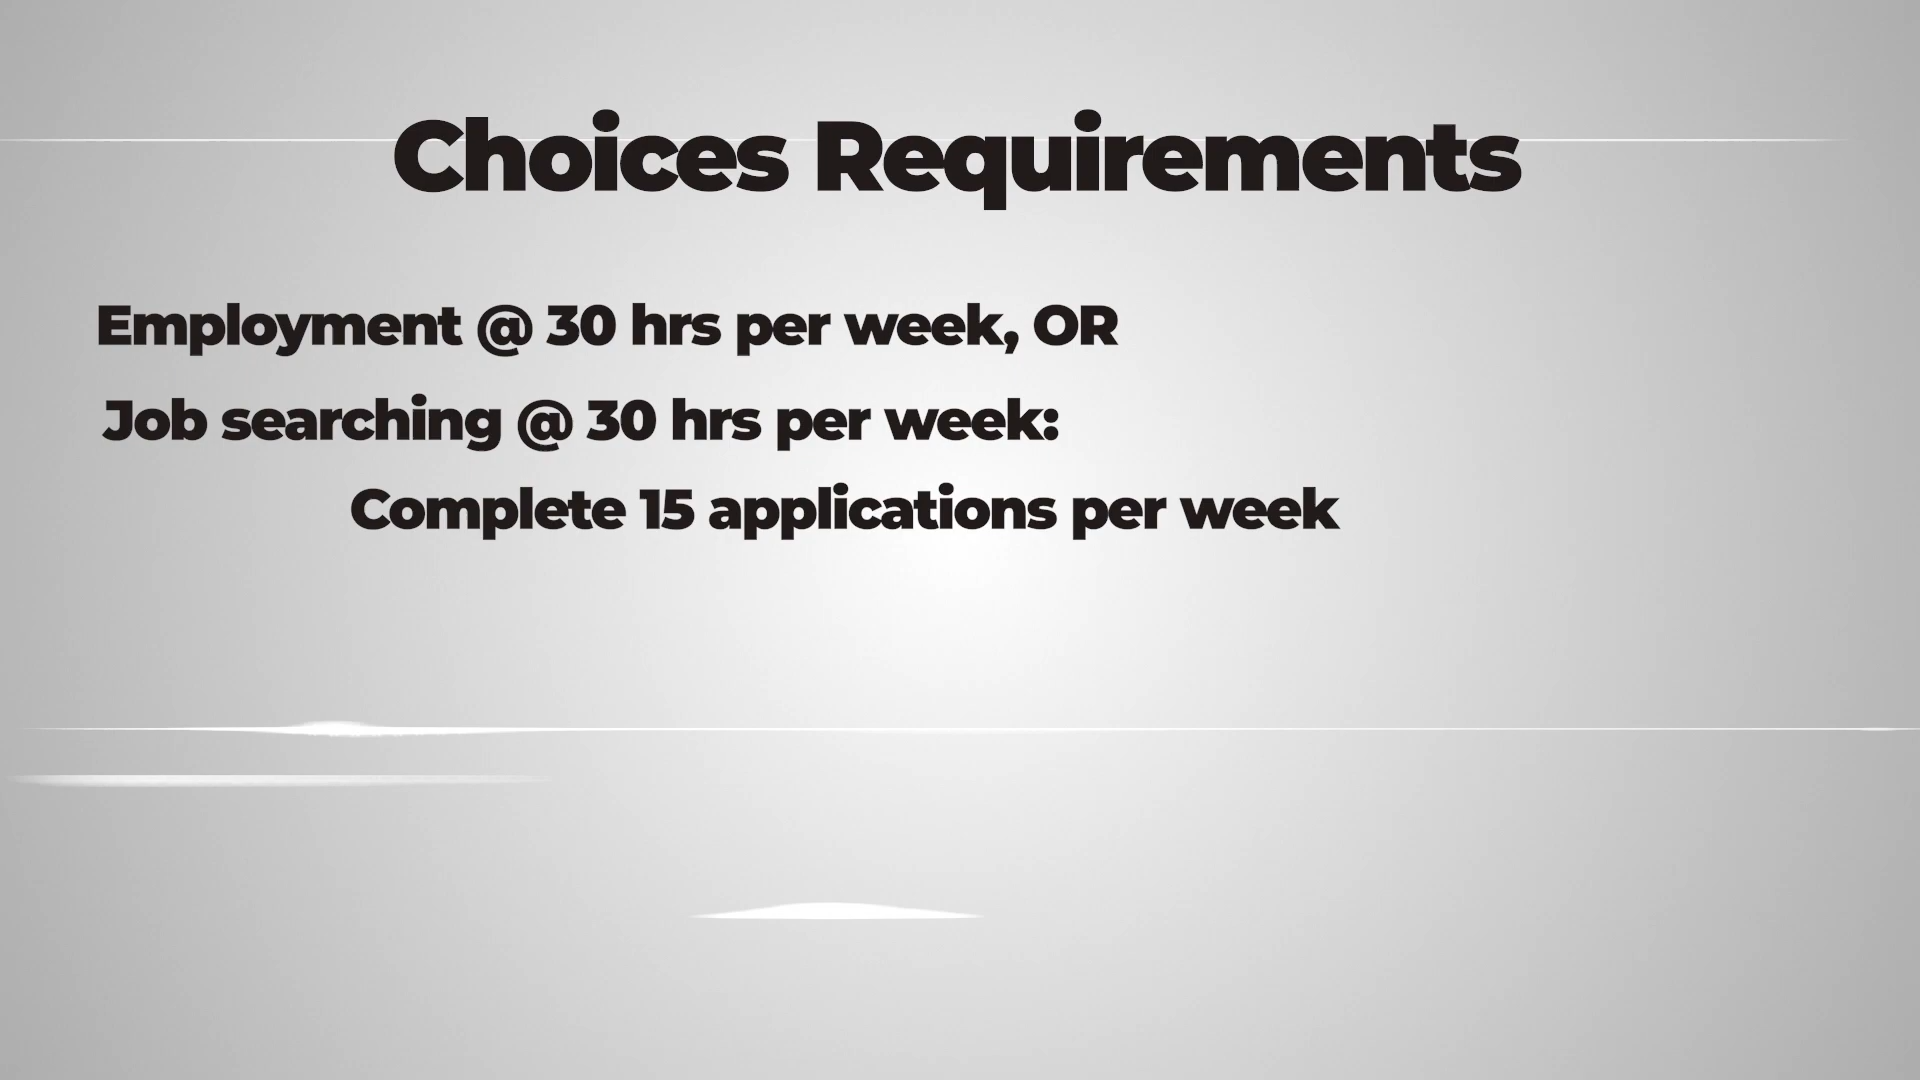 Choices Requirements
Employment @ 30 hrs per week, OR
Job searching @ 30 hrs per week:
Complete 15 applications per week